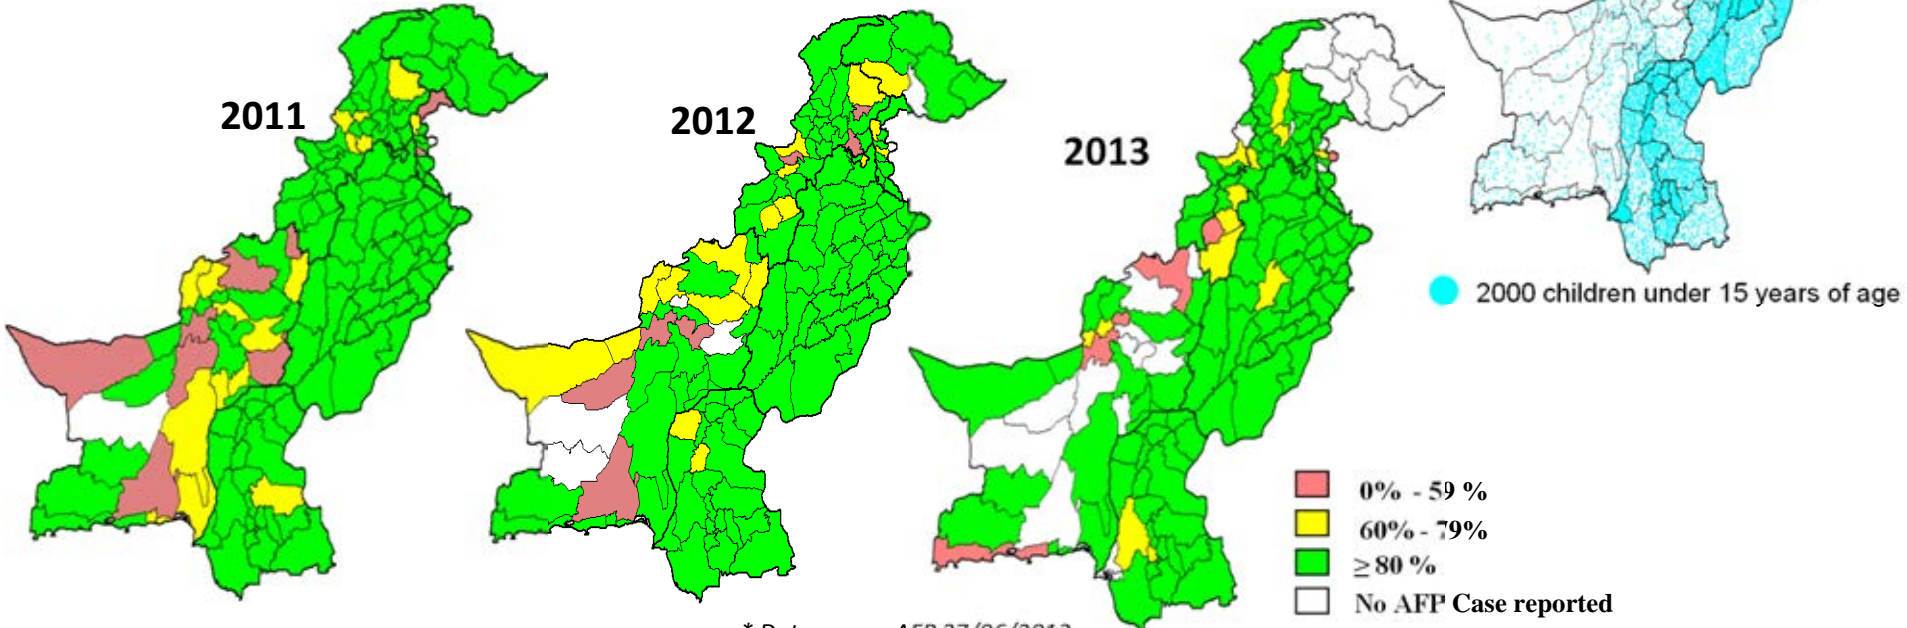 2011
2012
2013
2000 children under 15 years of age
0% - 59 %
60% - 79%
≥ 80 %
No AFP Case reported